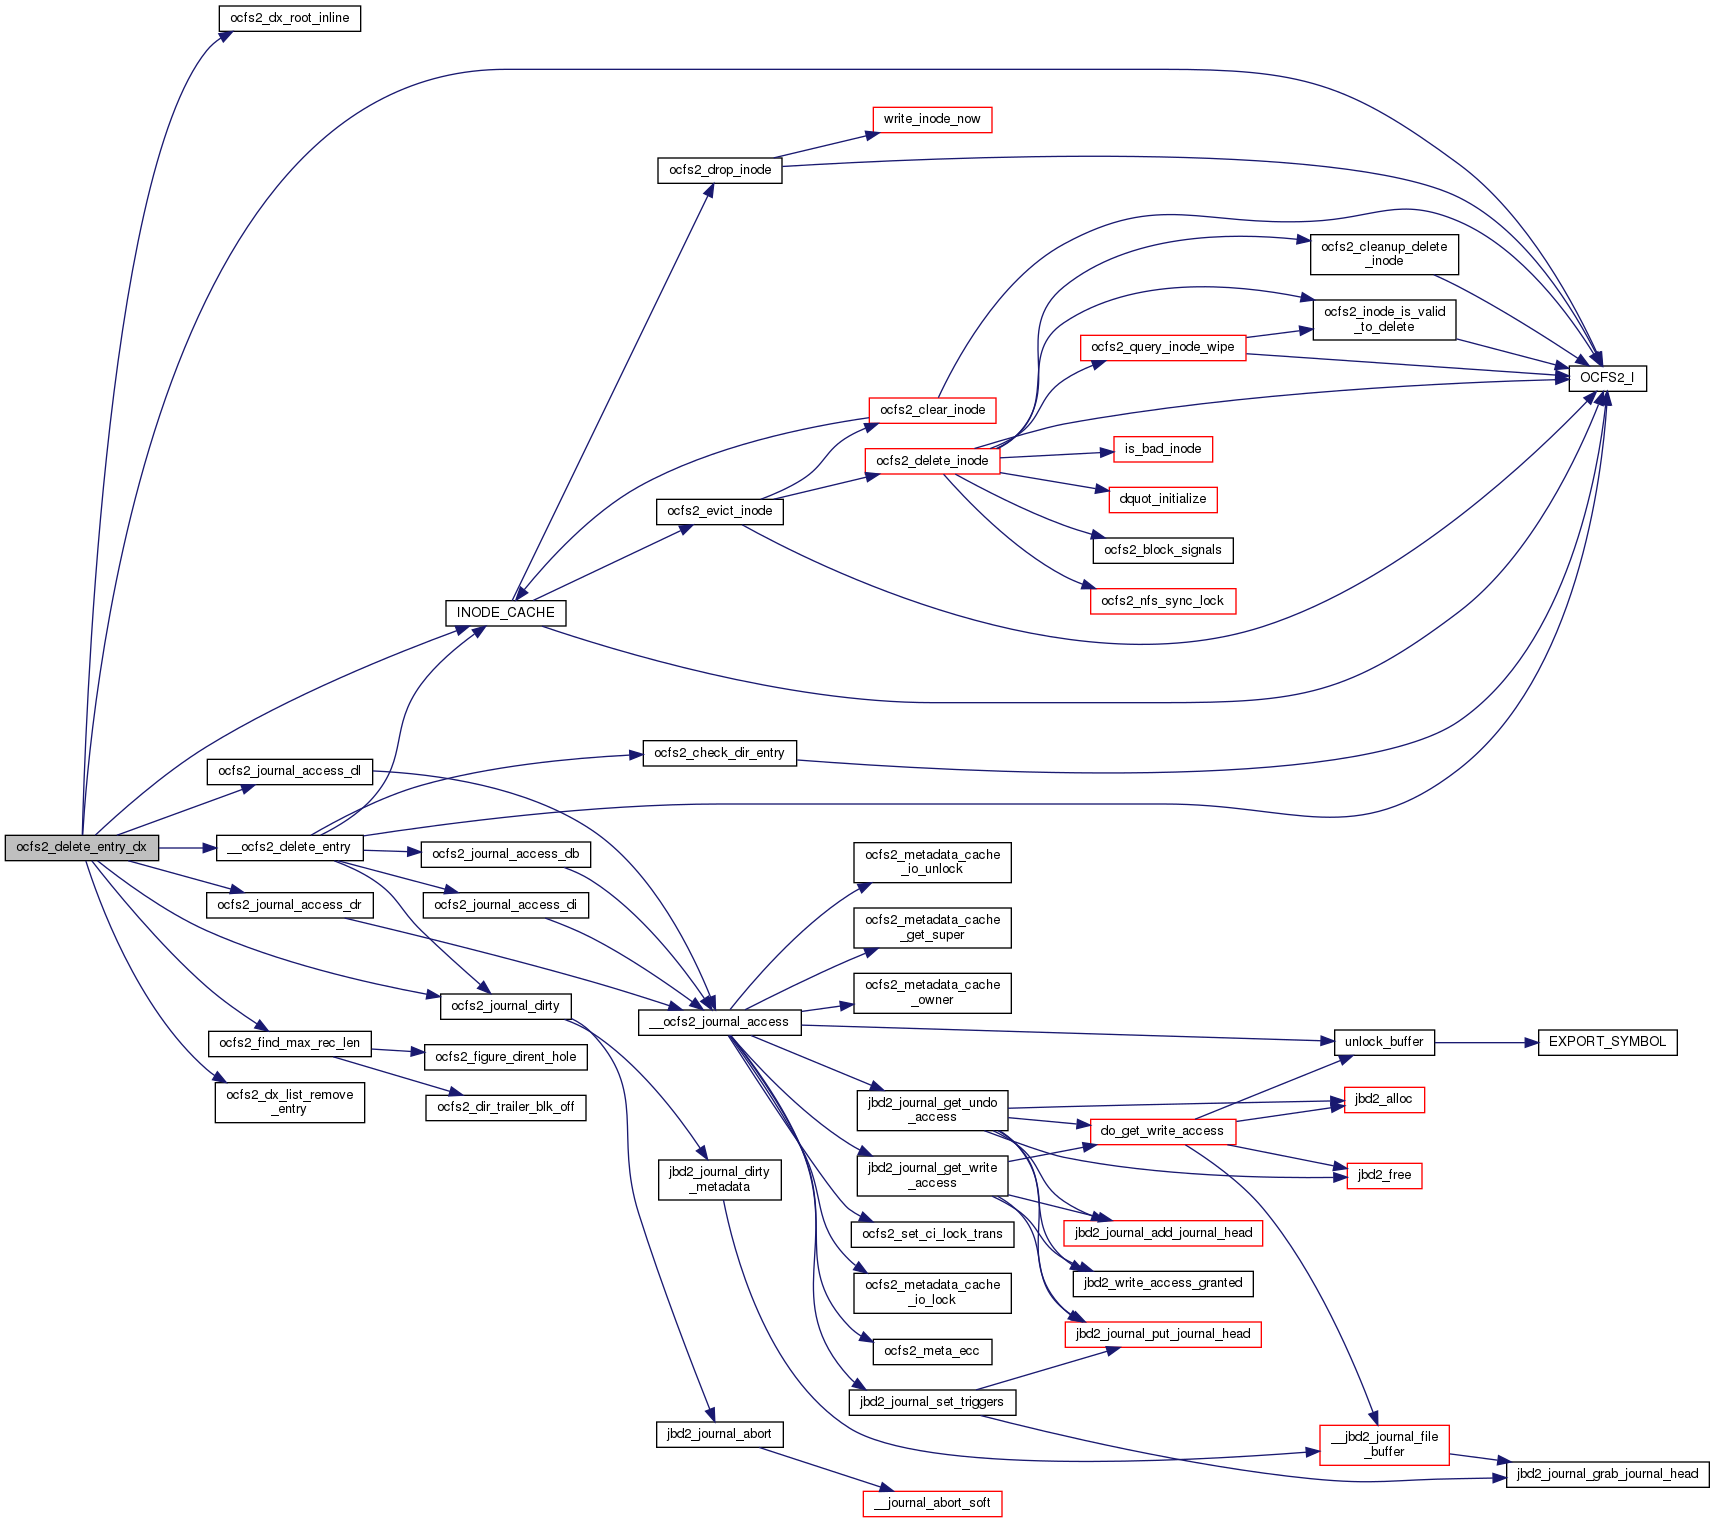 ocfs2_dx_root_inline
write_inode_now
ocfs2_drop_inode
ocfs2_cleanup_delete
_inode
ocfs2_inode_is_valid
_to_delete
ocfs2_query_inode_wipe
OCFS2_I
ocfs2_clear_inode
is_bad_inode
ocfs2_delete_inode
dquot_initialize
ocfs2_evict_inode
ocfs2_block_signals
ocfs2_nfs_sync_lock
INODE_CACHE
ocfs2_check_dir_entry
ocfs2_journal_access_dl
ocfs2_delete_entry_dx
__ocfs2_delete_entry
ocfs2_journal_access_db
ocfs2_metadata_cache
_io_unlock
ocfs2_journal_access_dr
ocfs2_journal_access_di
ocfs2_metadata_cache
_get_super
ocfs2_metadata_cache
_owner
ocfs2_journal_dirty
__ocfs2_journal_access
ocfs2_find_max_rec_len
unlock_buffer
EXPORT_SYMBOL
ocfs2_figure_dirent_hole
ocfs2_dx_list_remove
_entry
ocfs2_dir_trailer_blk_off
jbd2_journal_get_undo
_access
jbd2_alloc
do_get_write_access
jbd2_journal_dirty
_metadata
jbd2_journal_get_write
_access
jbd2_free
ocfs2_set_ci_lock_trans
jbd2_journal_add_journal_head
ocfs2_metadata_cache
_io_lock
jbd2_write_access_granted
jbd2_journal_put_journal_head
ocfs2_meta_ecc
jbd2_journal_set_triggers
jbd2_journal_abort
__jbd2_journal_file
_buffer
jbd2_journal_grab_journal_head
__journal_abort_soft